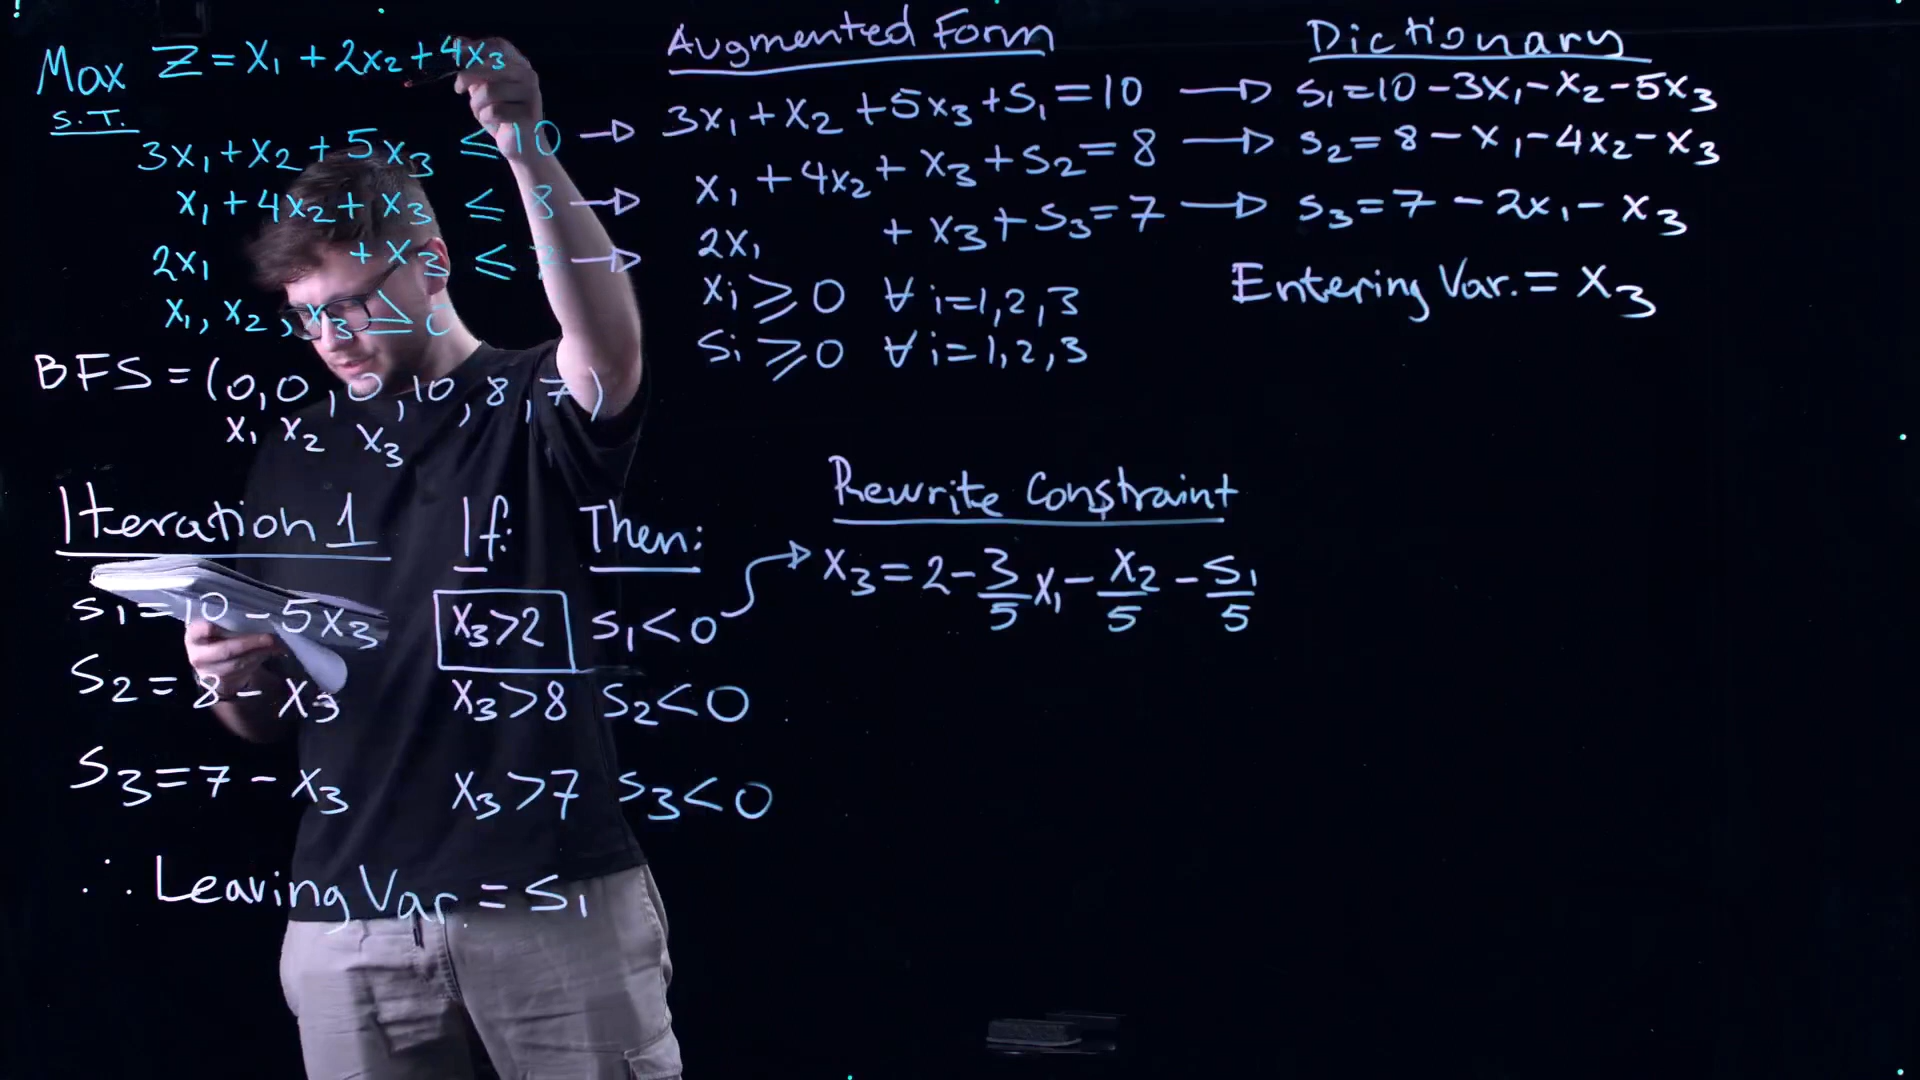 Max Z = x₁ + 2x₂ + 4x₃
S.T.
3x₁ + x₂ + 5x₃ ≤ 10
x₁ + 4x₂ + x₃ ≤ 8
2x₁ + x₃ ≤ 7
x₁, x₂, x₃ ≥ 0
BFS = (0, 0, 0, 10, 8, 7)
x₁ x₂ x₃
Augmented Form
3x₁ + x₂ + 5x₃ + s₁ = 10
x₁ + 4x₂ + x₃ + s₂ = 8
2x₁ + x₃ + s₃ = 7
xᵢ ≥ 0 ∀ i = 1, 2, 3
sᵢ ≥ 0 ∀ i = 1, 2, 3
Dictionary
s₁ = 10 - 3x₁ - x₂ - 5x₃
s₂ = 8 - x₁ - 4x₂ - x₃
s₃ = 7 - 2x₁ - x₃
Entering Var. = x₃
Iteration 1 If: Then:
s₁ = 10 - 5x₃ x₃ > 2 s₁ < 0
s₂ = 8 - x₃ x₃ > 8 s₂ < 0
s₃ = 7 - x₃ x₃ > 7 s₃ < 0
∴ Leaving Var. = s₁
Rewrite Constraint
x₃ = 2 - 3/5 x₁ - x₂/5 - s₁/5